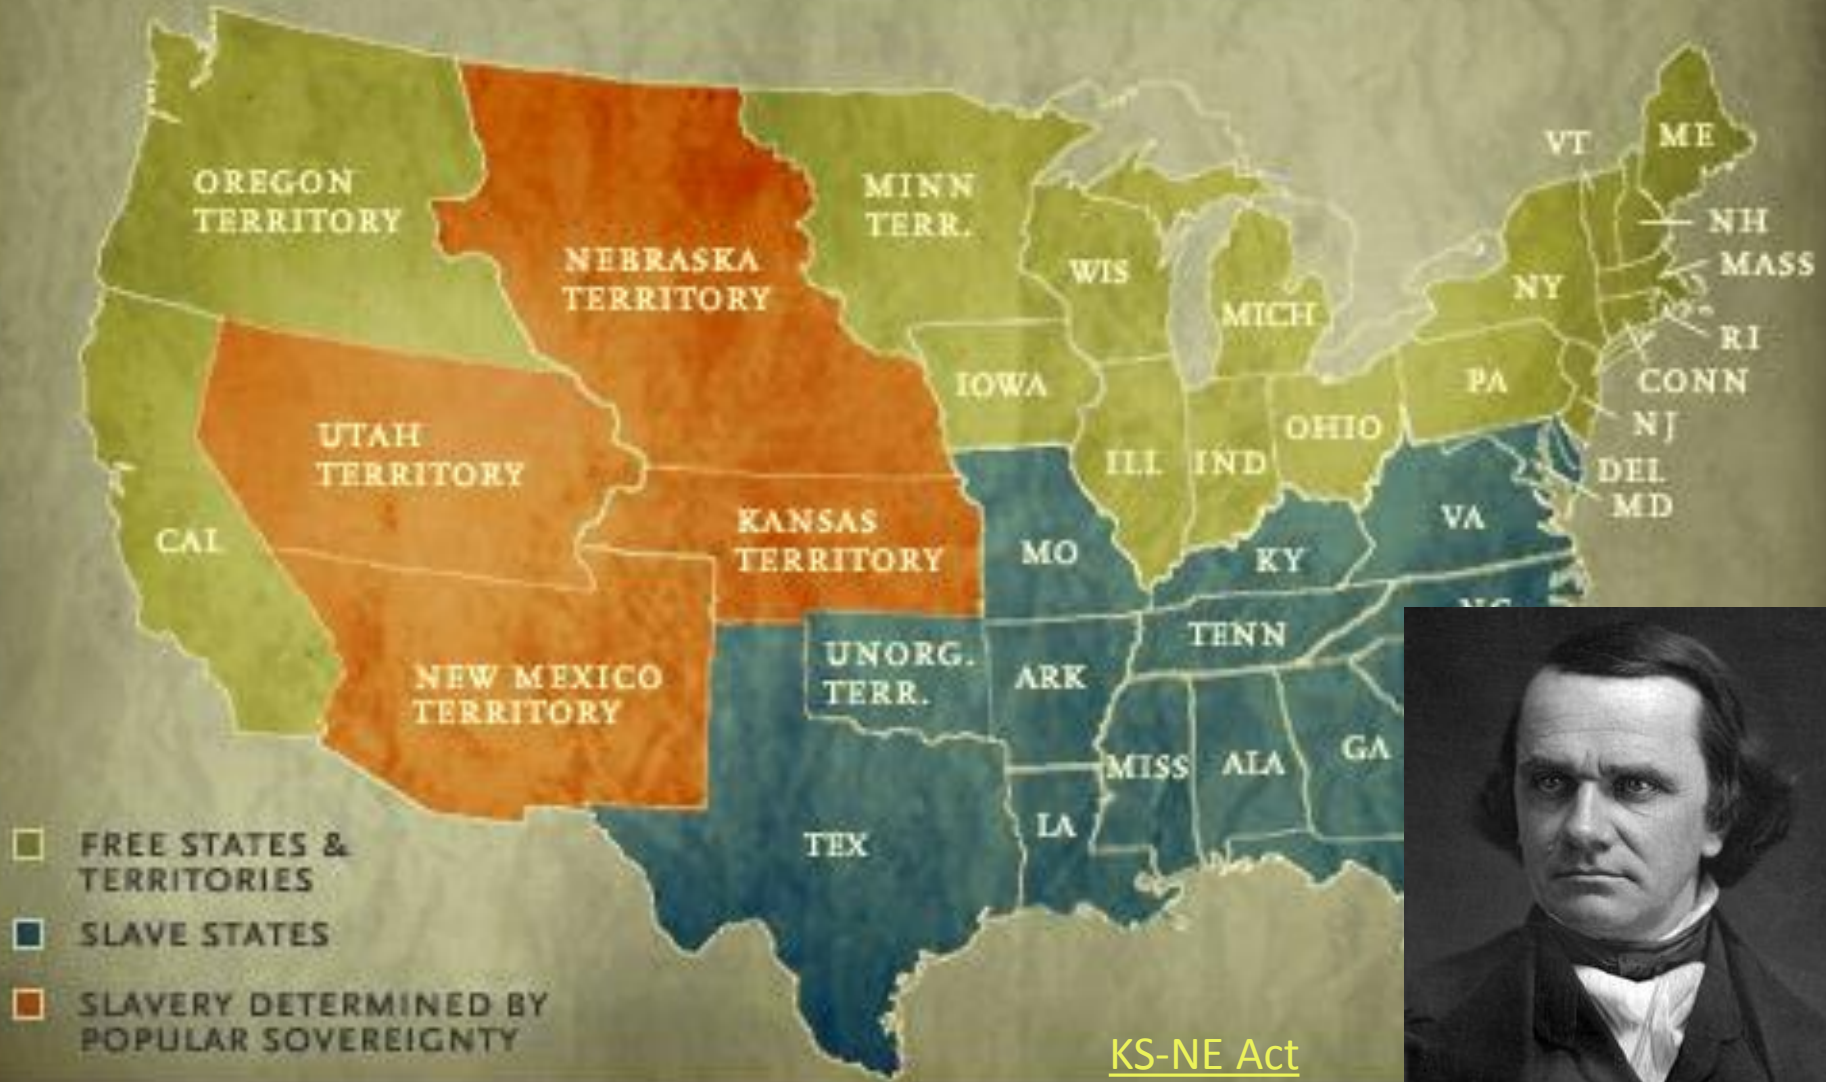 OREGON
TERRITORY
NEBRASKA
TERRITORY
MINN
TERR.
WIS
MICH
VT
ME
NH
MASS
NY
RI
CONN
PA
NJ
DEL
MD
IOWA
ILL
IND
OHIO
UTAH
TERRITORY
CAL
KANSAS
TERRITORY
MO
KY
VA
NEW MEXICO
TERRITORY
UNORG.
TERR.
ARK
TENN
MISS
ALA
GA
TEX
LA
FREE STATES &
TERRITORIES
SLAVE STATES
SLAVERY DETERMINED BY
POPULAR SOVEREIGNTY
KS-NE Act